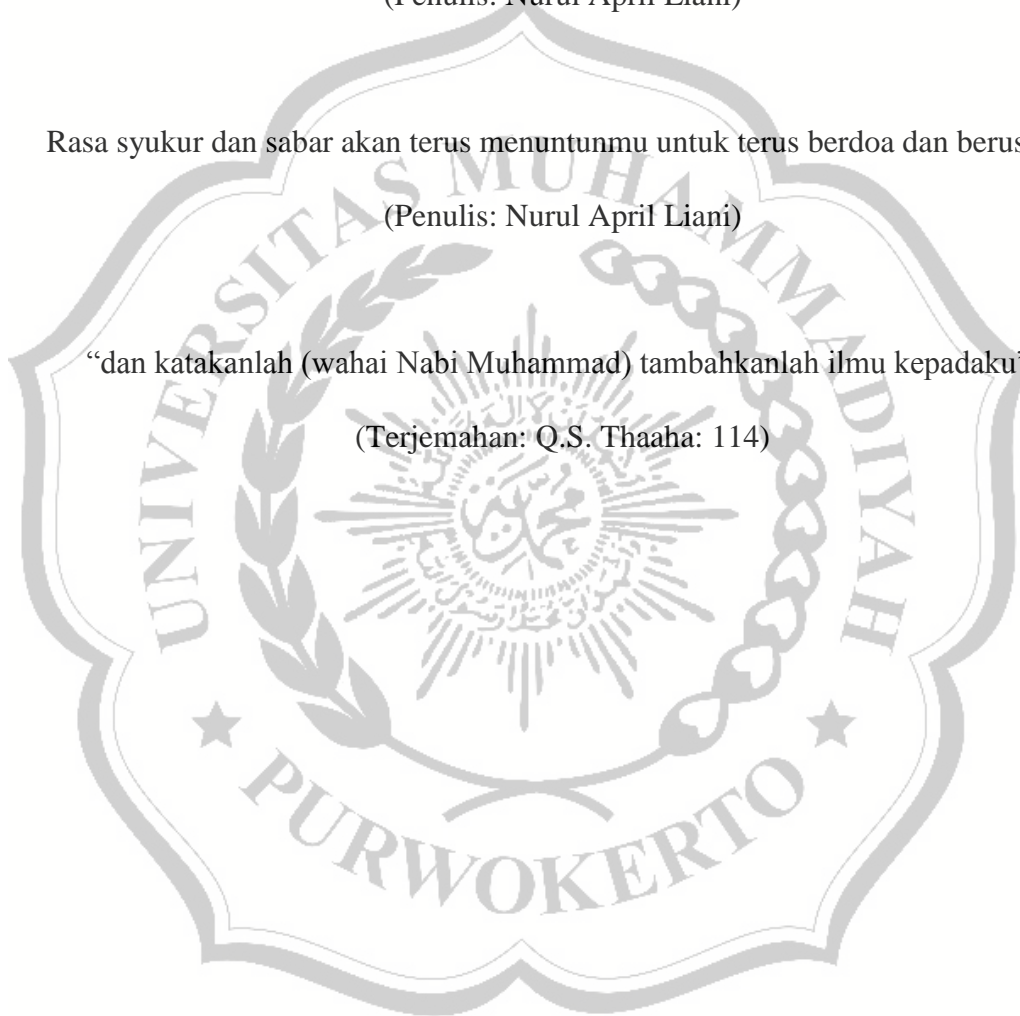 (Penulis: Nurul April Liani)
Rasa syukur dan sabar akan terus menuntunmu untuk terus berdoa dan
(Penulis: Nurul April Liani)
“dan katakanlah (wahai Nabi Muhammad) tambahkanlah ilmu kepadaku”
(Terjemahan: Q.S. Thaaha: 114)
UNIVERSITAS MUHAMMADIYAH
PURWOKERTO